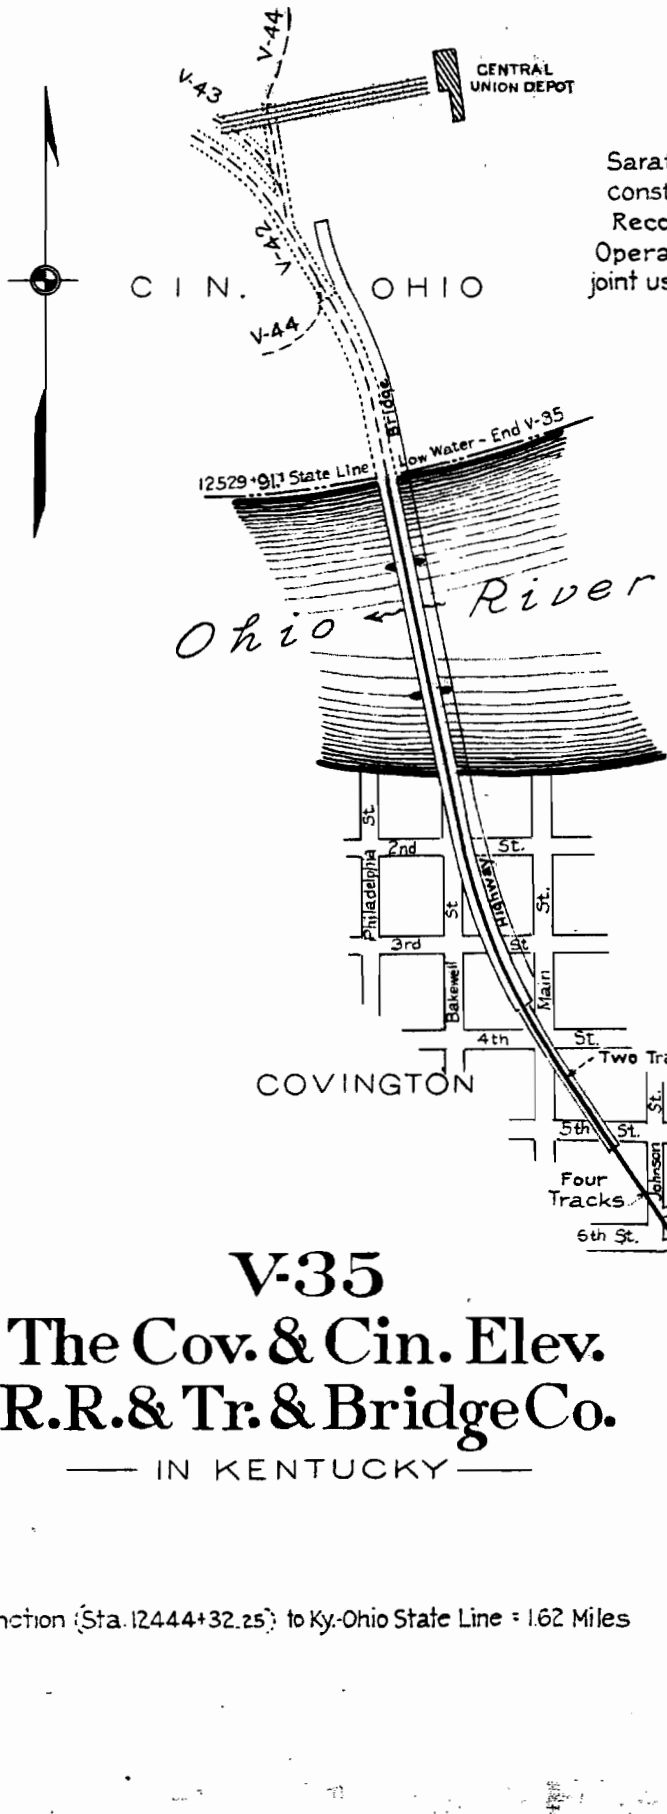 V-44
V-43
CENTRAL
UNION DEPOT
V-42
CIN. OHIO
V-44
Bridge
12529+91.1 State Line
Low Water - End V-35
Ohio River
St.
2nd St.
Philadelphia
St
Highway
St.
3rd St
Bakewell
Main
4th St.
Two Tra
COVINGTON
St.
5th St.
Johnson
Four
Tracks
6th St.
Sarat
const
Reco
Opera
joint us
V-35
The Cov. & Cin. Elev.
R.R. & Tr. & Bridge Co.
IN KENTUCKY
nction (Sta. 12444+32.25) to Ky.-Ohio State Line = 1.62 Miles